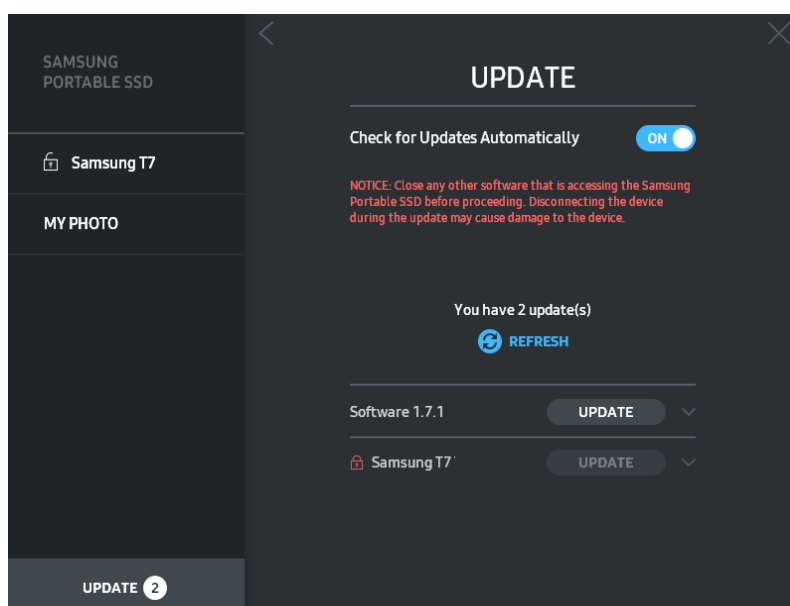 SAMSUNG
PORTABLE SSD
Samsung T7
MY PHOTO
UPDATE 2
UPDATE
Check for Updates Automatically ON
NOTICE: Close any other software that is accessing the Samsung
Portable SSD before proceeding. Disconnecting the device
during the update may cause damage to the device.
You have 2 update(s)
REFRESH
Software 1.7.1 UPDATE
Samsung T7 UPDATE